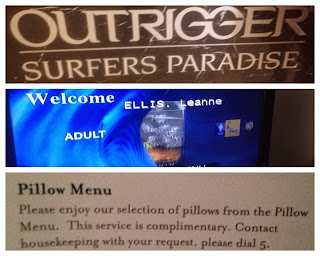 OUTRIGGER
SURFERS PARADISE
Welcome
ELLIS, Leanne
ADULT
Pillow Menu
Please enjoy our selection of pillows from the Pillow
Menu. This service is complimentary. Contact
housekeeping with your request, please dial 5.